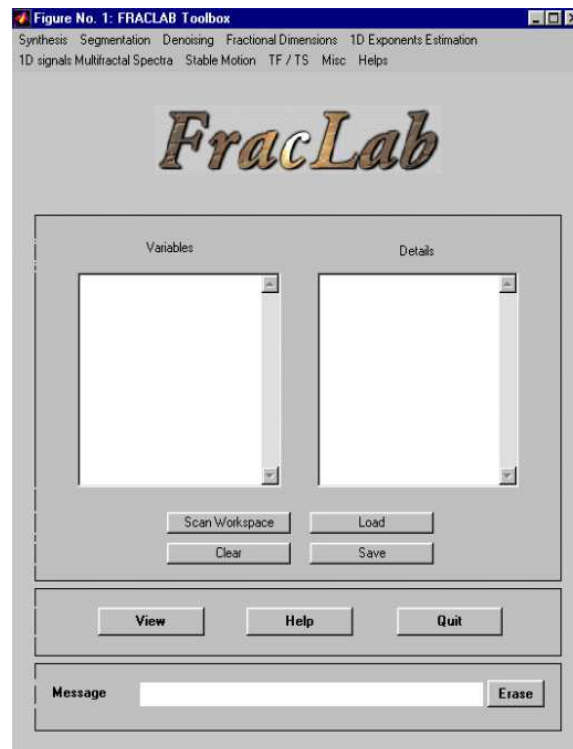 Figure No. 1: FRACLAB Toolbox
Synthesis Segmentation Denoising Fractional Dimensions 1D Exponents Estimation
1D signals Multifractal Spectra Stable Motion TF / TS Misc Helps
FracLab
Variables Details
Scan Workspace Load
Clear Save
View Help Quit
Message Erase